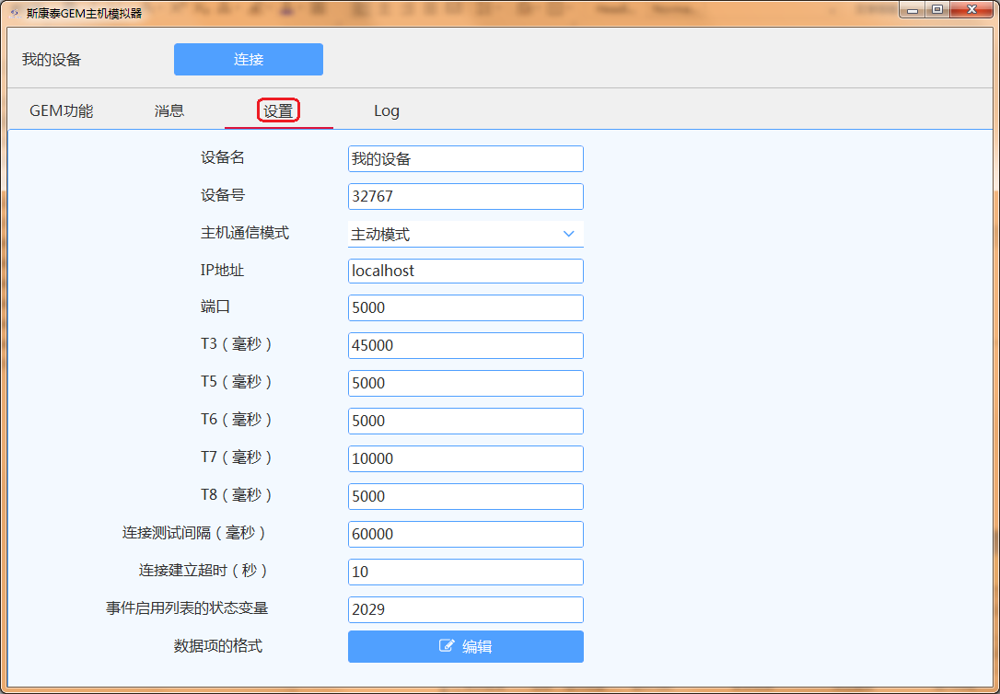 斯康泰GEM主机模拟器
我的设备 连接
GEM功能 消息 设置 Log
设备名 我的设备
设备号 32767
主机通信模式 主动模式
IP地址 localhost
端口 5000
T3（毫秒） 45000
T5（毫秒） 5000
T6（毫秒） 5000
T7（毫秒） 10000
T8（毫秒） 5000
连接测试间隔（毫秒） 60000
连接建立超时（秒） 10
事件启用列表的状态变量 2029
数据项的格式 编辑